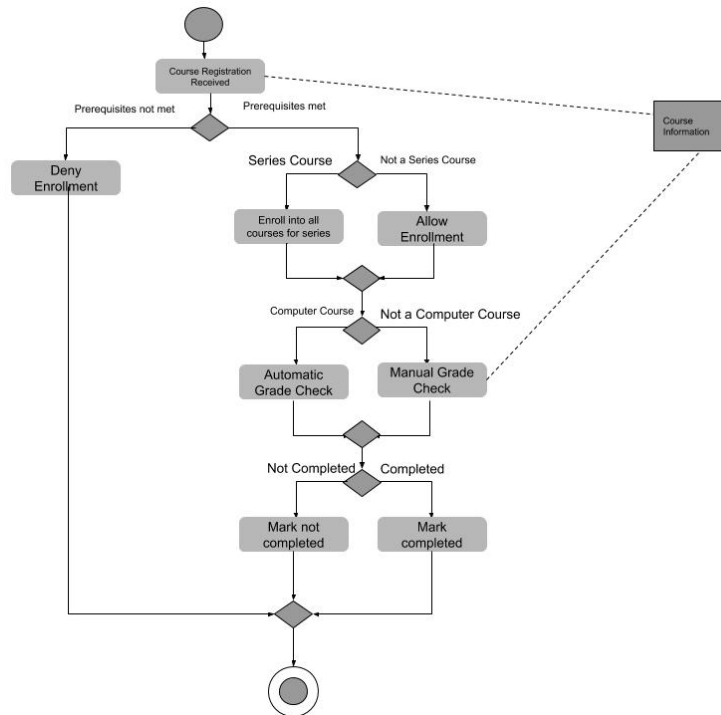 Course Registration
Received
Prerequisites not met
Prerequisites met
Course
Information
Deny
Enrollment
Series Course
Not a Series Course
Enroll into all
courses for series
Allow
Enrollment
Computer Course
Not a Computer Course
Automatic
Grade Check
Manual Grade
Check
Not Completed
Completed
Mark not
completed
Mark
completed